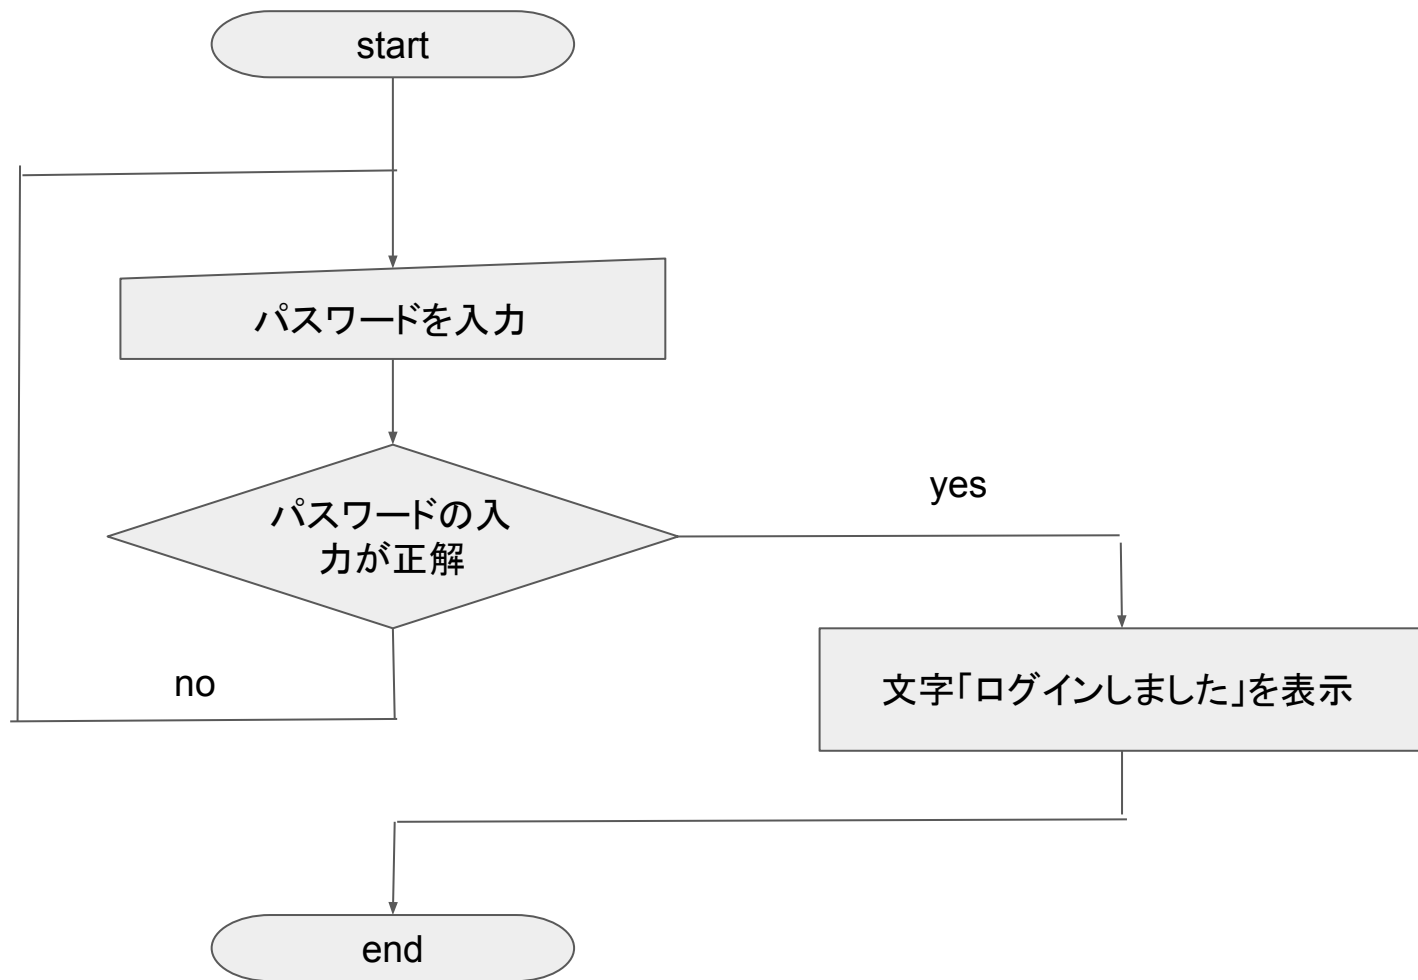 start
パスワードを入力
パスワードの入
力が正解
yes
no
文字「ログインしました」を表示
end